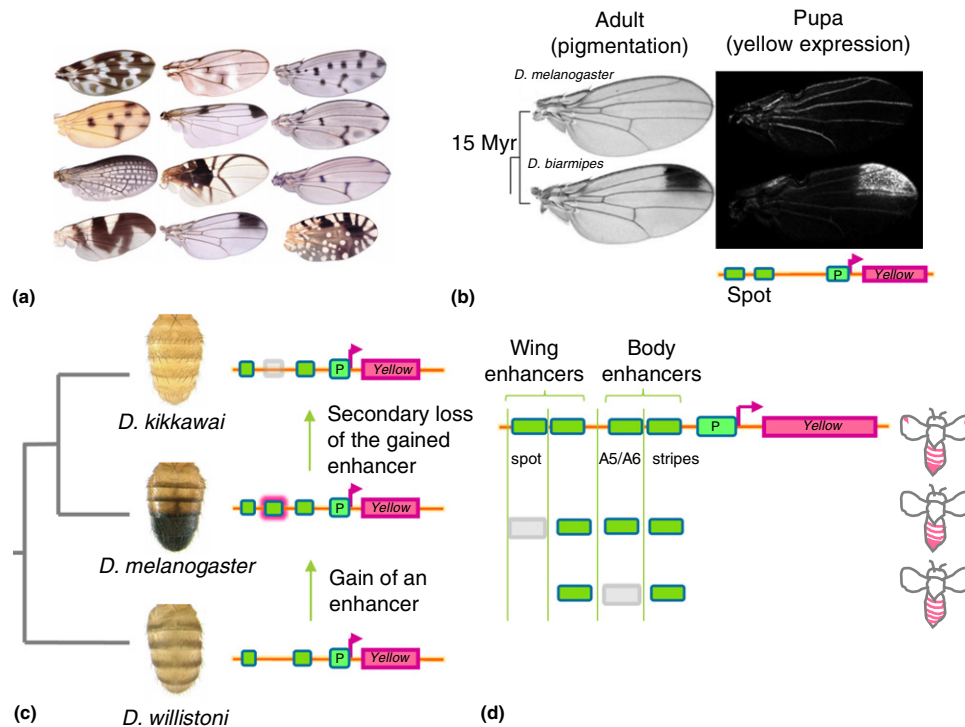 (a)
Adult
(pigmentation)
Pupa
(yellow expression)
D. melanogaster
15 Myr
D. biarmipes
P
Yellow
Spot
(b)
D. kikkawai
P
Yellow
Secondary loss
of the gained
enhancer
D. melanogaster
P
Yellow
Gain of an
enhancer
D. willistoni
P
Yellow
(c)
Wing
enhancers
Body
enhancers
P
Yellow
spot
A5/A6
stripes
(d)